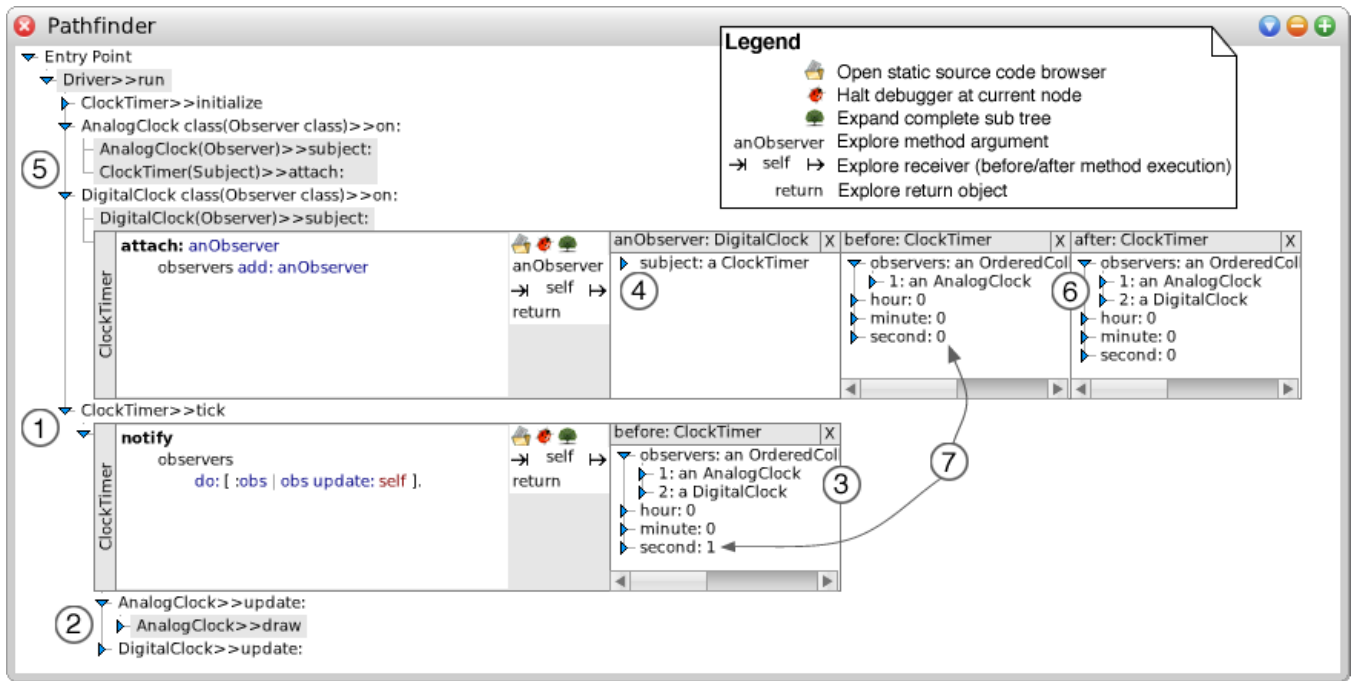 Pathfinder
Entry Point
Driver>>run
ClockTimer>>initialize
AnalogClock class(Observer class)>>on:
AnalogClock(Observer)>>subject:
ClockTimer(Subject)>>attach:
5
DigitalClock class(Observer class)>>on:
DigitalClock(Observer)>>subject:
Legend
Open static source code browser
Halt debugger at current node
Expand complete sub tree
anObserver Explore method argument
self Explore receiver (before/after method execution)
return Explore return object
ClockTimer
attach: anObserver
observers add: anObserver
anObserver
self
return
anObserver: DigitalClock X
subject: a ClockTimer
4
before: ClockTimer X
observers: an OrderedCol
1: an AnalogClock
hour: 0
minute: 0
second: 0
6
after: ClockTimer X
observers: an OrderedCol
1: an AnalogClock
2: a DigitalClock
hour: 0
minute: 0
second: 0
ClockTimer>>tick
1
ClockTimer
notify
observers
do: [ :obs | obs update: self ].
self
return
before: ClockTimer X
observers: an OrderedCol
1: an AnalogClock
2: a DigitalClock
hour: 0
minute: 0
second: 1
3
7
AnalogClock>>update:
2
AnalogClock>>draw
DigitalClock>>update: